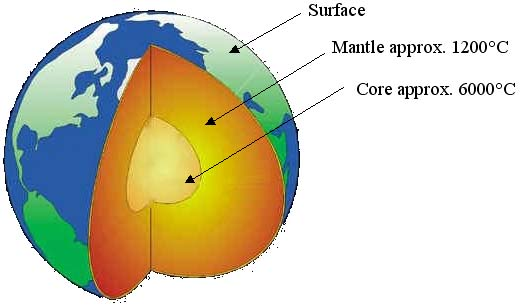 Surface
Mantle approx. 1200°C
Core approx. 6000°C